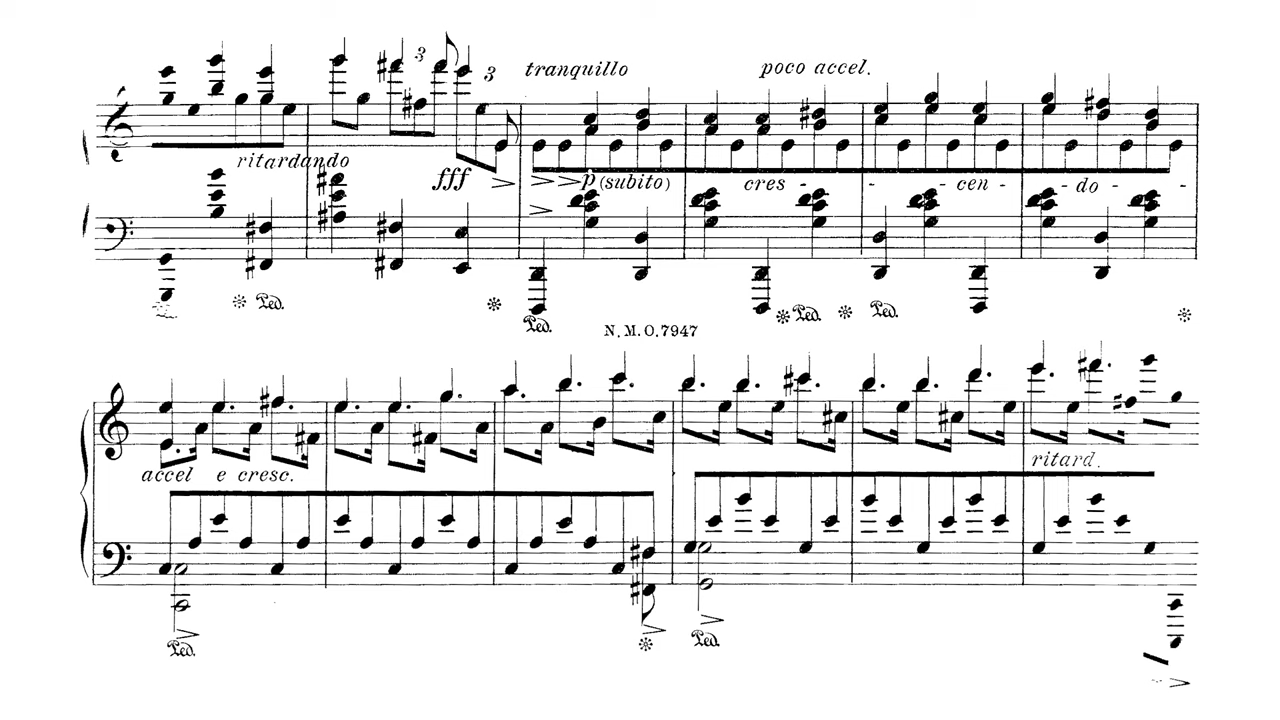 3
3
tranquillo
poco accel.
ritardando
fff
p (subito)
cres - - - cen - - do - - -
Ped.
Ped.
Ped.
Ped.
N. M. O. 7947
accel e cresc.
ritard.
Ped.
Ped.